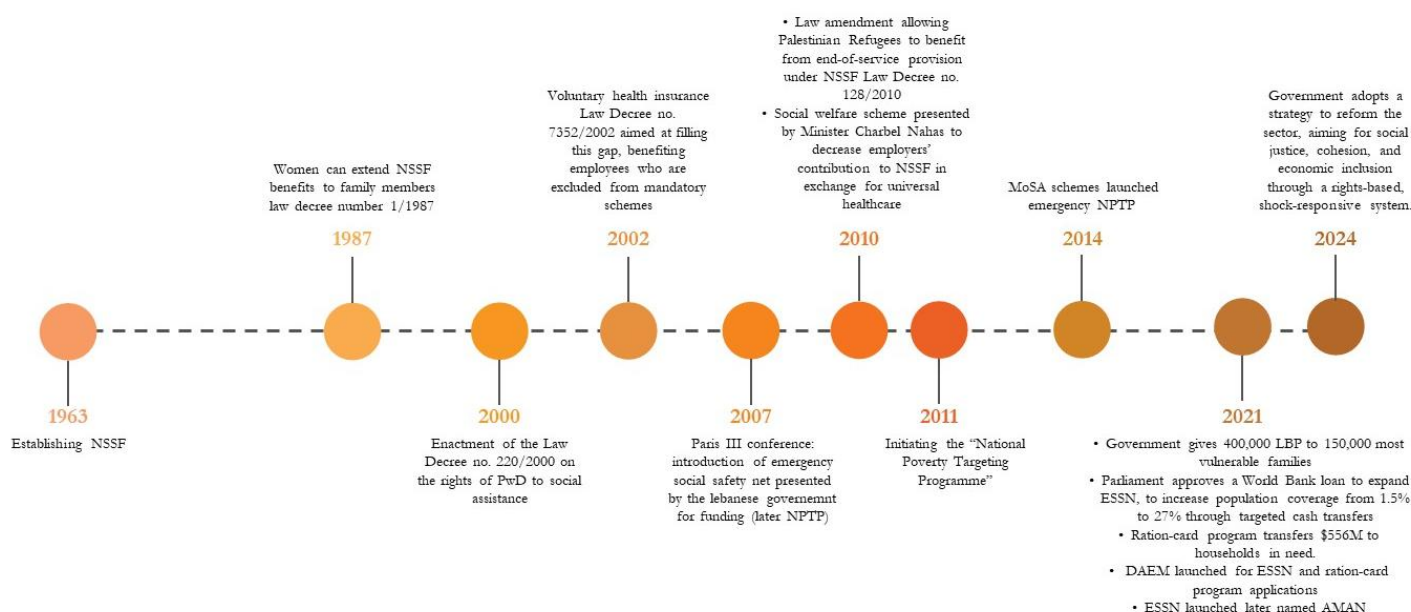 1963
Establishing NSSF
Women can extend NSSF
benefits to family members
law decree number 1/1987
1987
2000
Enactment of the Law
Decree no. 220/2000 on
the rights of PwD to social
assistance
Voluntary health insurance
Law Decree no.
7352/2002 aimed at filling
this gap, benefiting
employees who are
excluded from mandatory
schemes
2002
2007
Paris III conference:
introduction of emergency
social safety net presented
by the lebanese governemnt
for funding (later NPTP)
• Law amendment allowing
Palestinian Refugees to benefit
from end-of-service provision
under NSSF Law Decree no.
128/2010
• Social welfare scheme presented
by Minister Charbel Nahas to
decrease employers'
contribution to NSSF in
exchange for universal
healthcare
2010
2011
Initiating the “National
Poverty Targeting
Programme”
MoSA schemes launched
emergency NPTP
2014
2021
• Government gives 400,000 LBP to 150,000 most
vulnerable families
• Parliament approves a World Bank loan to expand
ESSN, to increase population coverage from 1.5%
to 27% through targeted cash transfers
• Ration-card program transfers $556M to
households in need.
• DAEM launched for ESSN and ration-card
program applications
• ESSN launched later named AMAN
Government adopts a
strategy to reform the
sector, aiming for social
justice, cohesion, and
economic inclusion
through a rights-based,
shock-responsive system.
2024